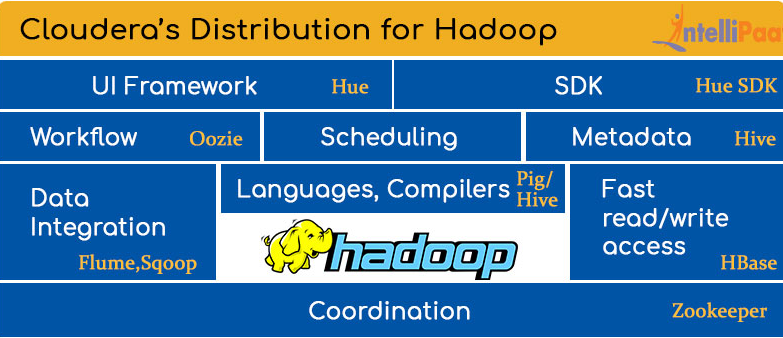 Cloudera's Distribution for Hadoop
IntelliPaa
UI Framework Hue
SDK Hue SDK
Workflow Oozie
Scheduling
Metadata Hive
Data
Integration
Flume,Sqoop
Languages, Compilers Pig/
Hive
hadoop
Fast
read/write
access
HBase
Coordination Zookeeper